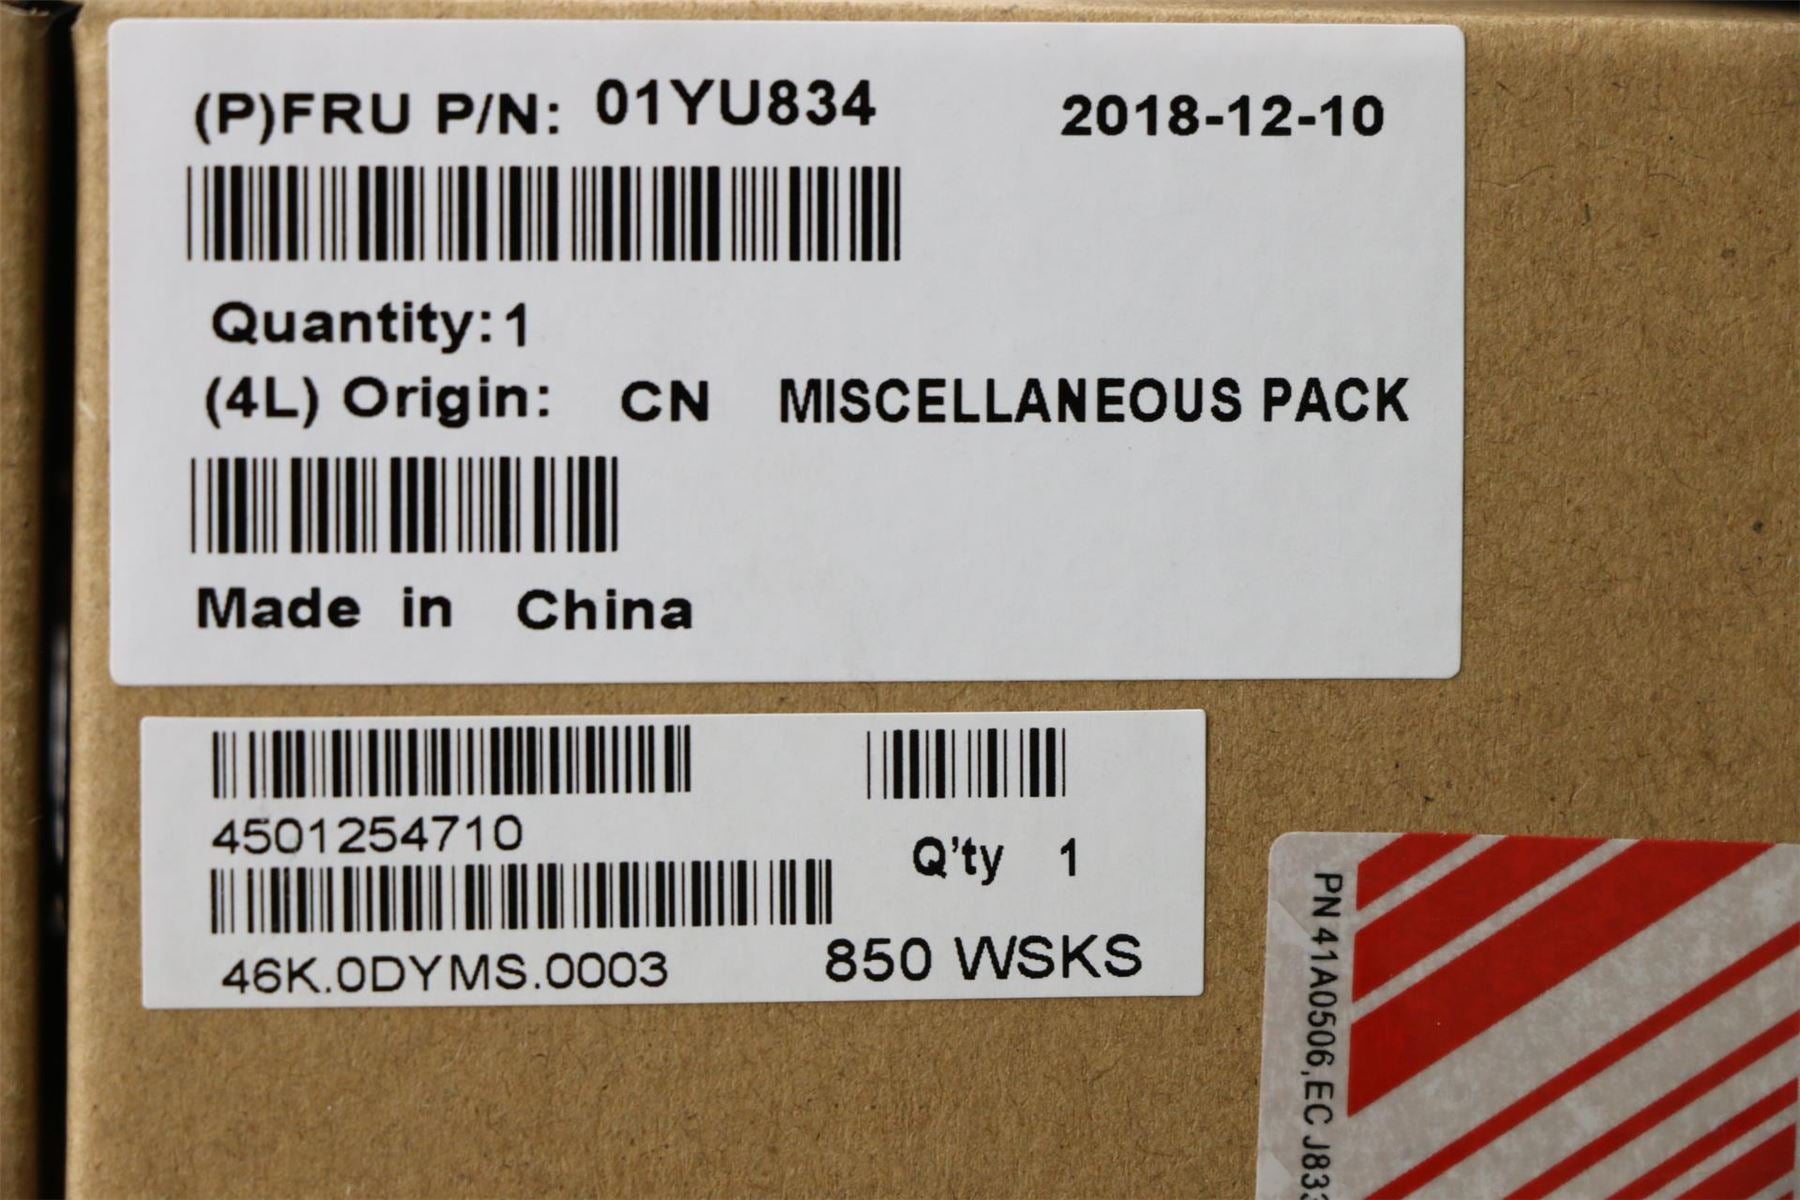 (P)FRU P/N: 01YU834 2018-12-10
Quantity: 1
(4L) Origin: CN MISCELLANEOUS PACK
Made in China
4501254710
Q'ty 1
46K.0DYMS.0003 850 WSKS
PN 41A0506,EC J833